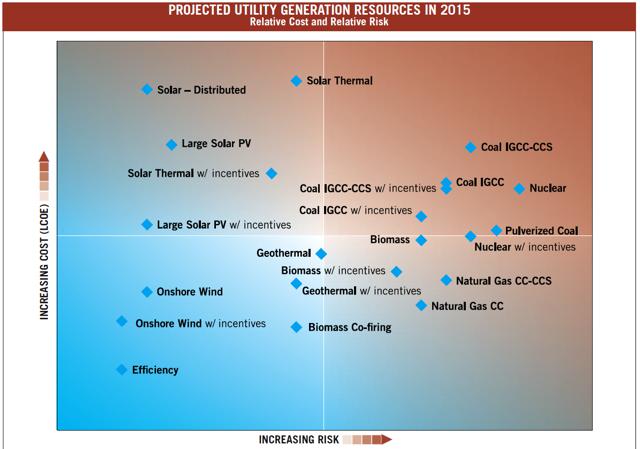 PROJECTED UTILITY GENERATION RESOURCES IN 2015
Relative Cost and Relative Risk
Solar Thermal
Solar – Distributed
Large Solar PV
Coal IGCC-CCS
Solar Thermal w/ incentives
Coal IGCC
Coal IGCC-CCS w/ incentives
Nuclear
Coal IGCC w/ incentives
Large Solar PV w/ incentives
Pulverized Coal
Biomass
Nuclear w/ incentives
Geothermal
Biomass w/ incentives
Natural Gas CC-CCS
Onshore Wind
Geothermal w/ incentives
Natural Gas CC
Onshore Wind w/ incentives
Biomass Co-firing
Efficiency
INCREASING COST (LCOE)
INCREASING RISK